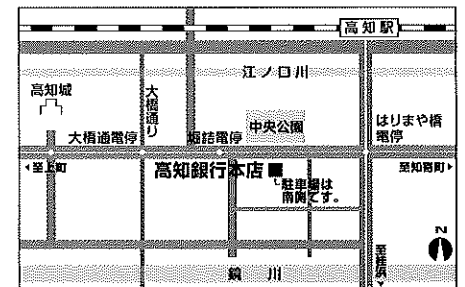 高知駅
江ノ口川
高知城
大橋通り
中央公園
はりまや橋
電停
大橋通電停
堀詰電停
◀至上町
高知銀行本店■
至知寄町▶
駐車場は
南側です。
N
至桟橋▼
鏡川